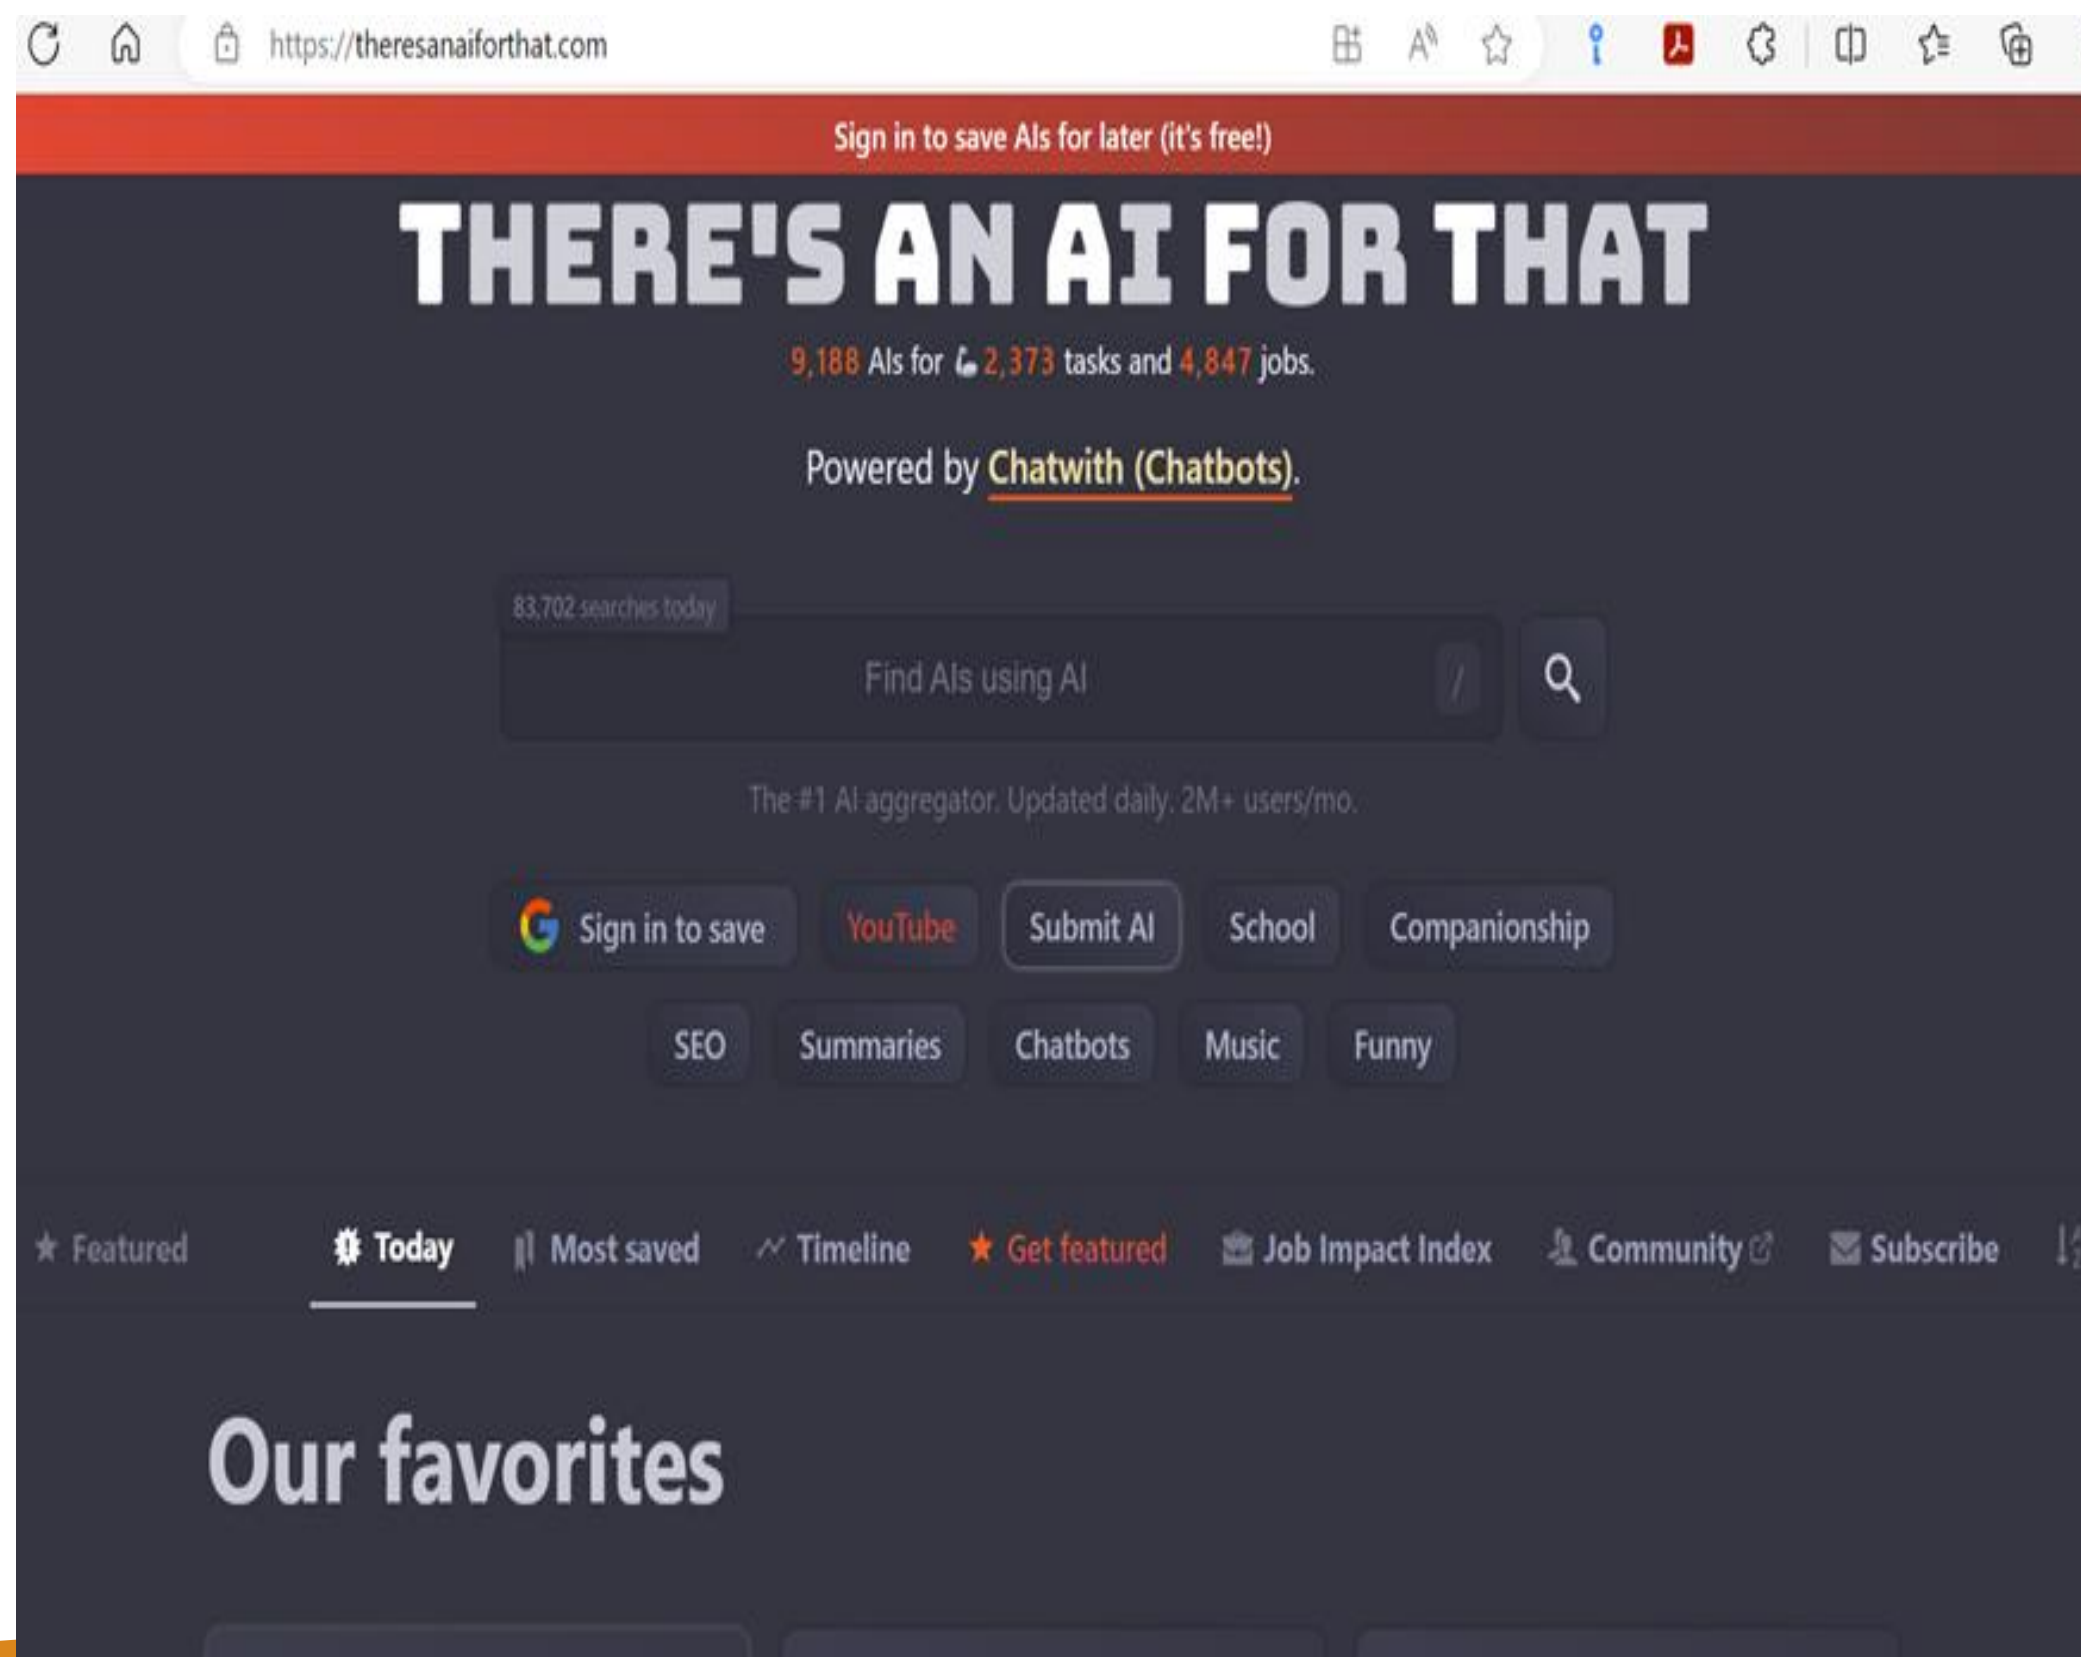 https://theresanaiforthat.com
Sign in to save AIs for later (it's free!)
THERE'S AN AI FOR THAT
9,188 AIs for 2,373 tasks and 4,847 jobs.
Powered by Chatwith (Chatbots).
83,702 searches today
Find AIs using AI /
The #1 AI aggregator. Updated daily. 2M+ users/mo.
Sign in to save YouTube Submit AI School Companionship
SEO Summaries Chatbots Music Funny
Featured Today Most saved Timeline Get featured Job Impact Index Community Subscribe
Our favorites